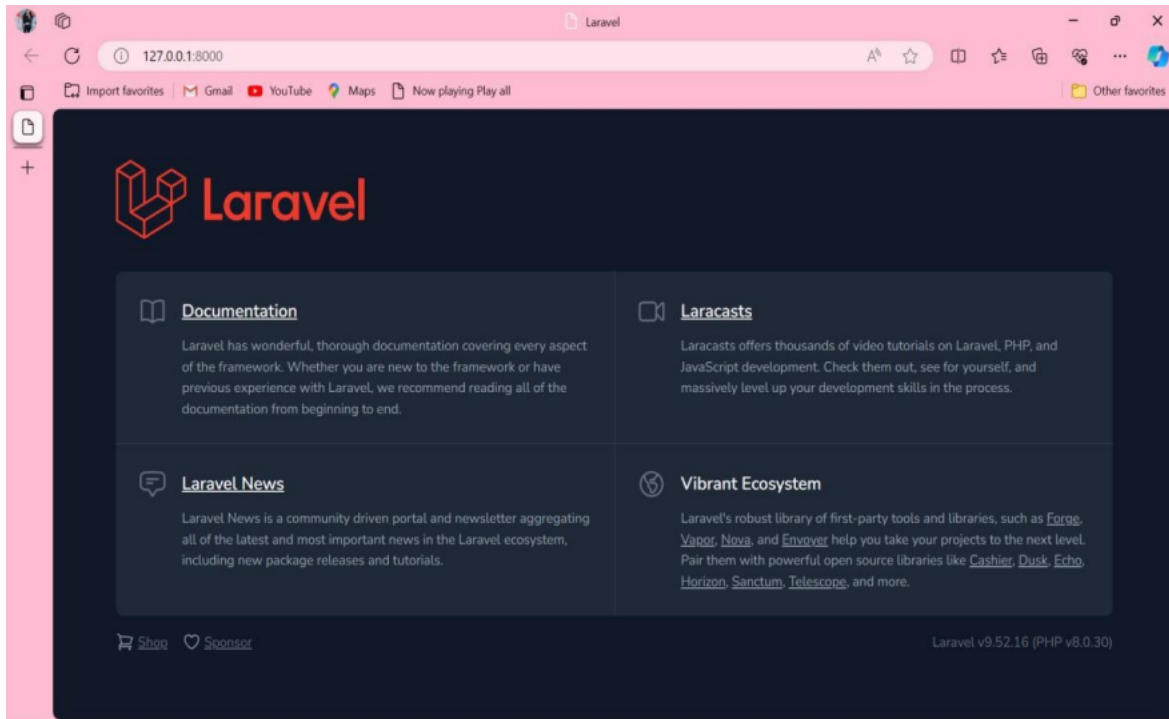 Laravel
127.0.0.1:8000
Import favorites
Gmail
YouTube
Maps
Now playing Play all
Other favorites
Laravel
Documentation
Laravel has wonderful, thorough documentation covering every aspect
of the framework. Whether you are new to the framework or have
previous experience with Laravel, we recommend reading all of the
documentation from beginning to end.
Laracasts
Laracasts offers thousands of video tutorials on Laravel, PHP, and
JavaScript development. Check them out, see for yourself, and
massively level up your development skills in the process.
Laravel News
Laravel News is a community driven portal and newsletter aggregating
all of the latest and most important news in the Laravel ecosystem,
including new package releases and tutorials.
Vibrant Ecosystem
Laravel's robust library of first-party tools and libraries, such as Forge,
Vapor, Nova, and Envoyer help you take your projects to the next level.
Pair them with powerful open source libraries like Cashier, Dusk, Echo,
Horizon, Sanctum, Telescope, and more.
Shop
Sponsor
Laravel v9.52.16 (PHP v8.0.30)